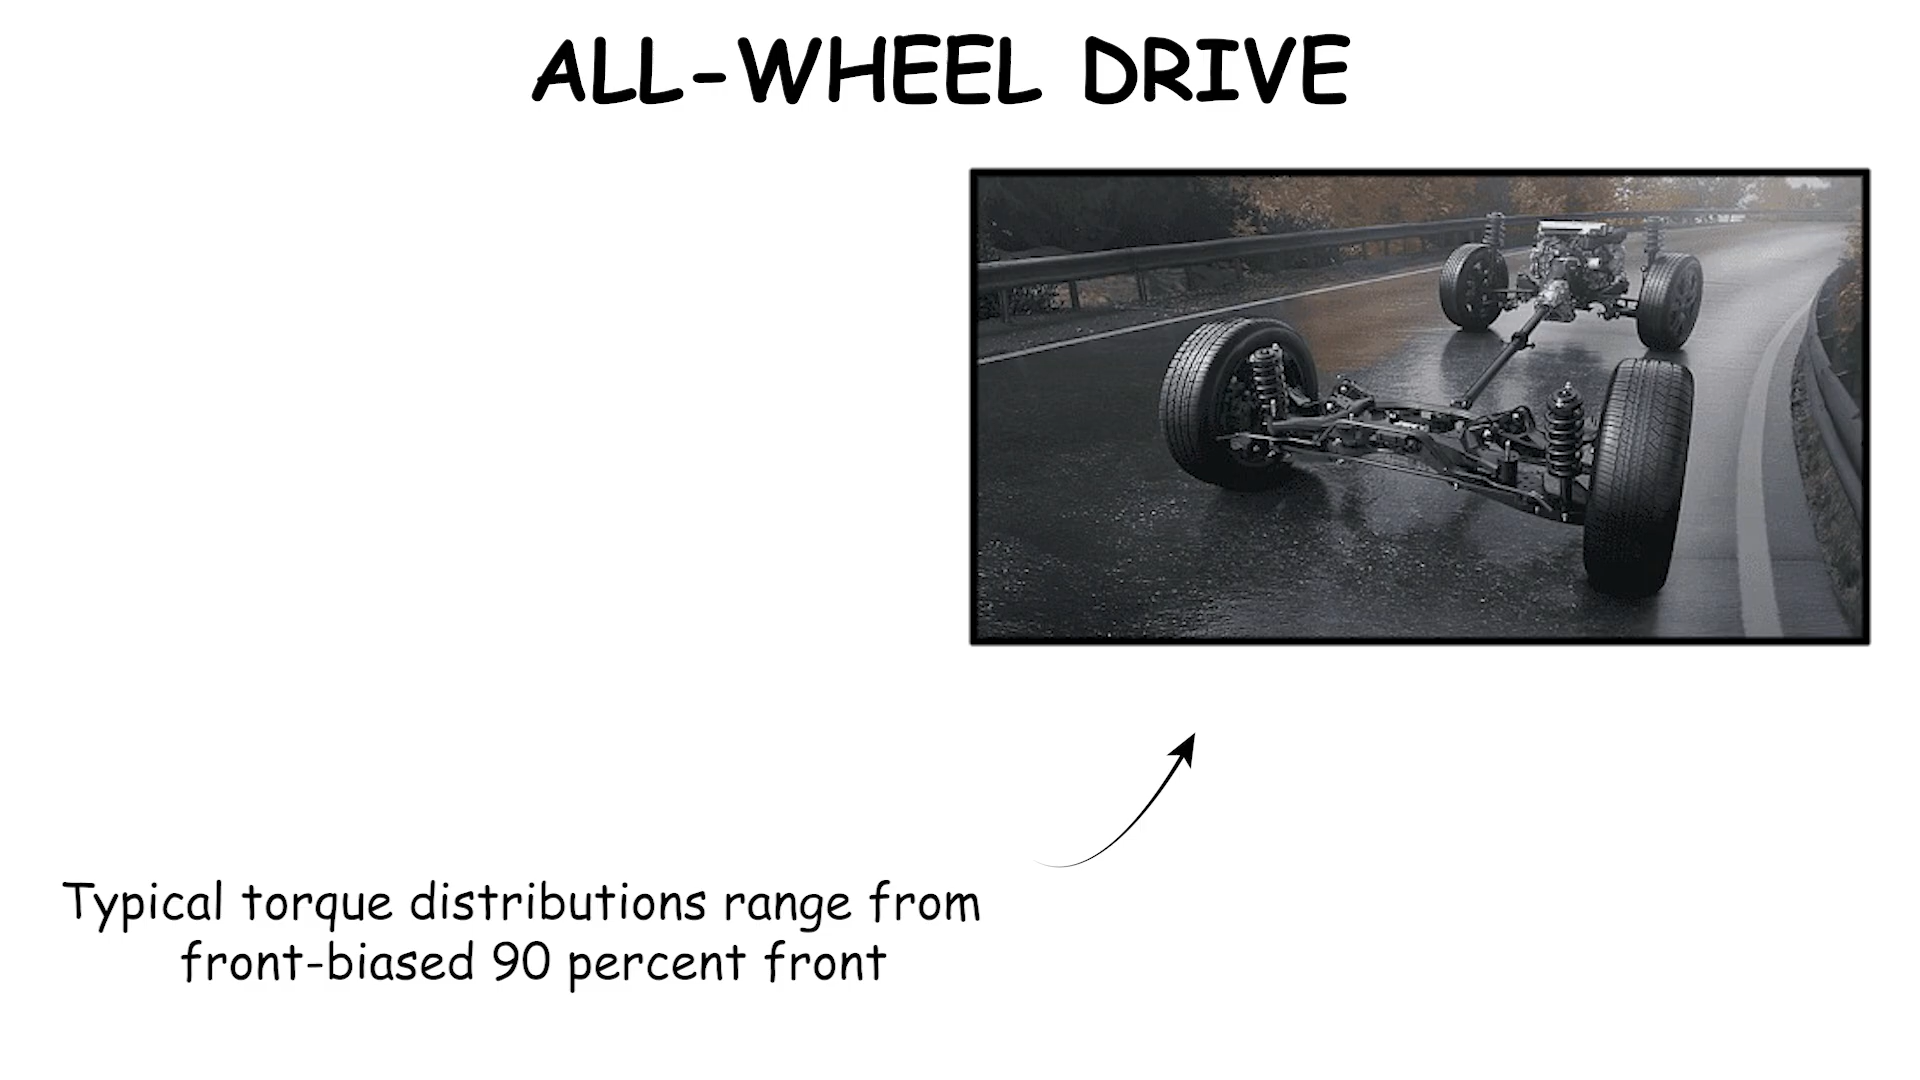 ALL-WHEEL DRIVE
Typical torque distributions range from
front-biased 90 percent front